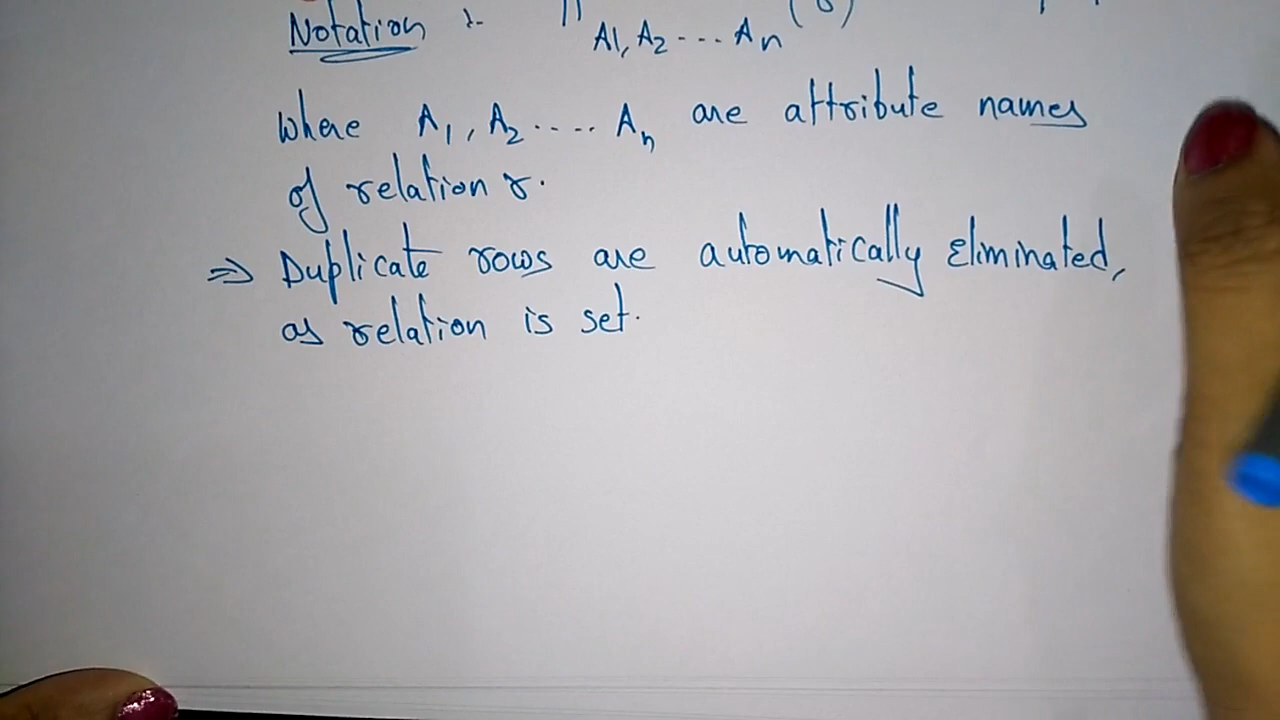 Notation :- Π A1, A2 --- An (r)
where A1, A2 .... An are attribute names
of relation r.
⇒ Duplicate rows are automatically Eliminated,
as relation is set.